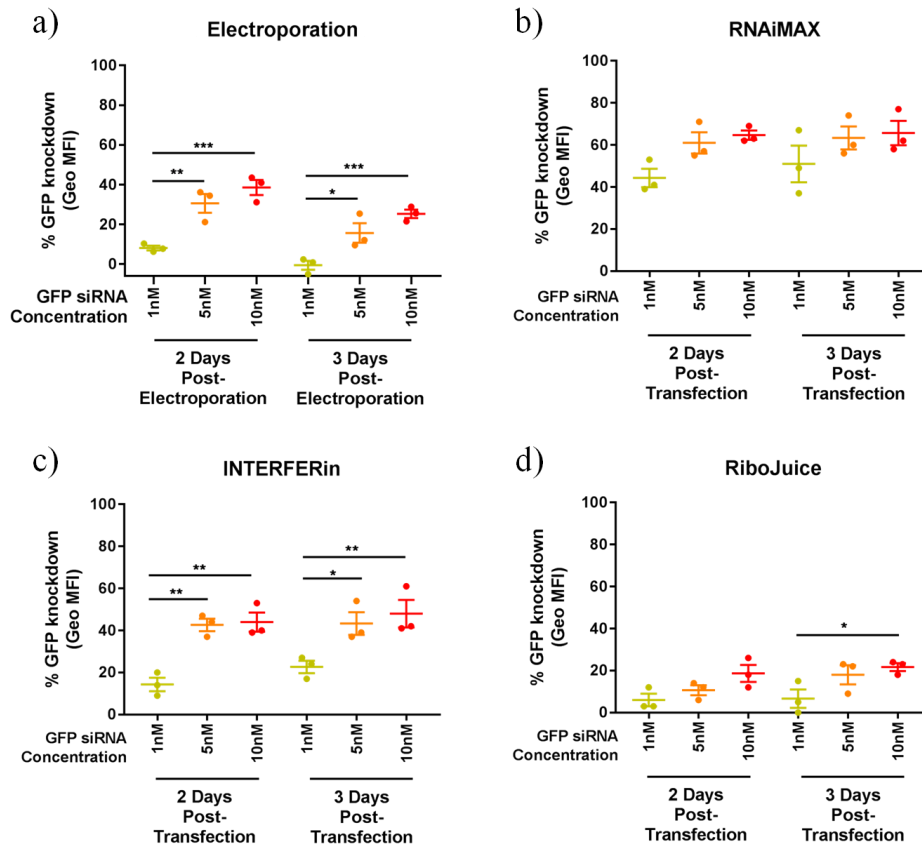 a)
Electroporation
% GFP knockdown
(Geo MFI)
100
80
60
40
20
0
***
**
***
*
GFP siRNA
Concentration
1nM
5nM
10nM
1nM
5nM
10nM
2 Days
Post-
Electroporation
3 Days
Post-
Electroporation
b)
RNAiMAX
% GFP knockdown
(Geo MFI)
100
80
60
40
20
0
GFP siRNA
Concentration
1nM
5nM
10nM
1nM
5nM
10nM
2 Days
Post-
Transfection
3 Days
Post-
Transfection
c)
INTERFERin
% GFP knockdown
(Geo MFI)
100
80
60
40
20
0
**
**
**
*
GFP siRNA
Concentration
1nM
5nM
10nM
1nM
5nM
10nM
2 Days
Post-
Transfection
3 Days
Post-
Transfection
d)
RiboJuice
% GFP knockdown
(Geo MFI)
100
80
60
40
20
0
*
GFP siRNA
Concentration
1nM
5nM
10nM
1nM
5nM
10nM
2 Days
Post-
Transfection
3 Days
Post-
Transfection